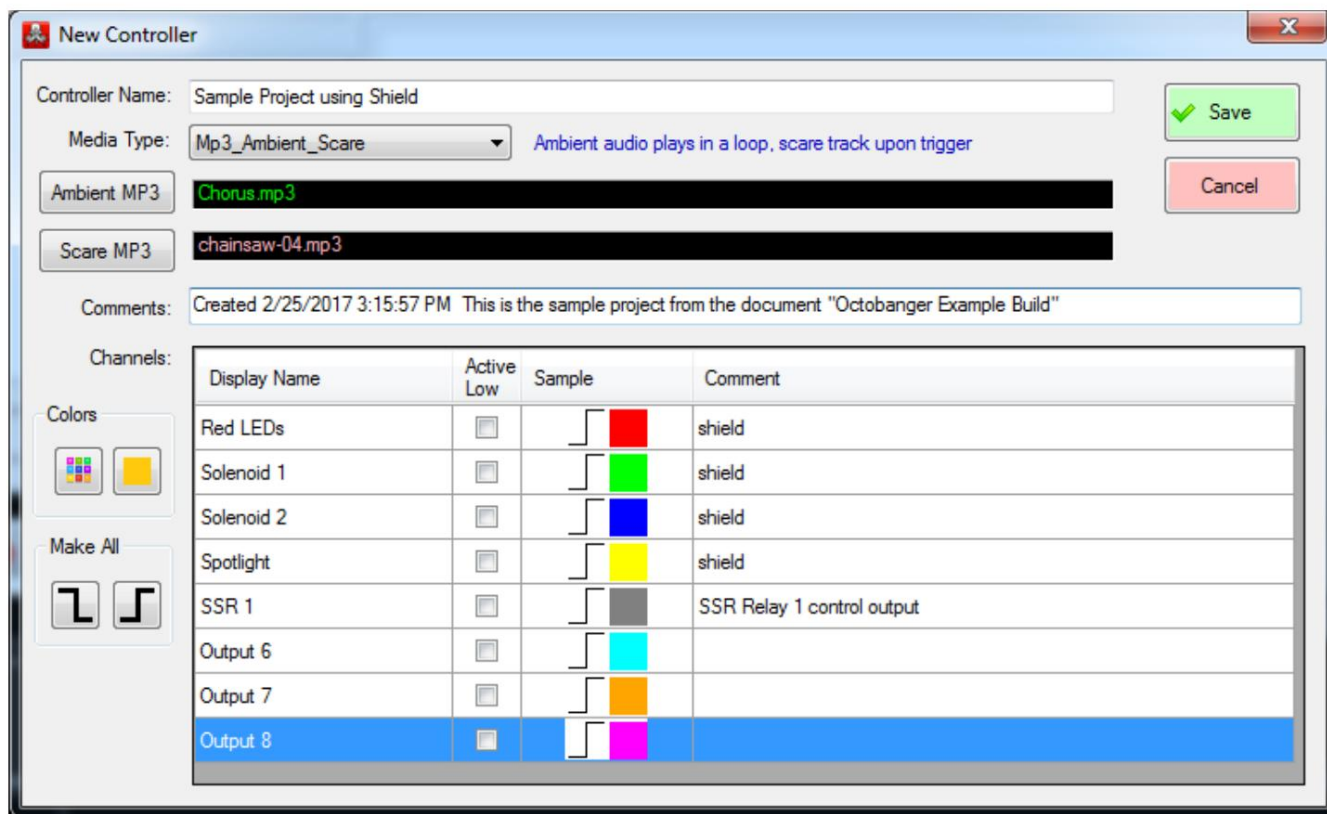 New Controller
Controller Name: Sample Project using Shield
Save
Media Type: Mp3_Ambient_Scare Ambient audio plays in a loop, scare track upon trigger
Ambient MP3 Chorus.mp3
Cancel
Scare MP3 chainsaw-04.mp3
Comments: Created 2/25/2017 3:15:57 PM This is the sample project from the document "Octobanger Example Build"
Channels:
Display Name Active Low Sample Comment
Colors
Red LEDs shield
Solenoid 1 shield
Solenoid 2 shield
Make All
Spotlight shield
SSR 1 SSR Relay 1 control output
Output 6
Output 7
Output 8